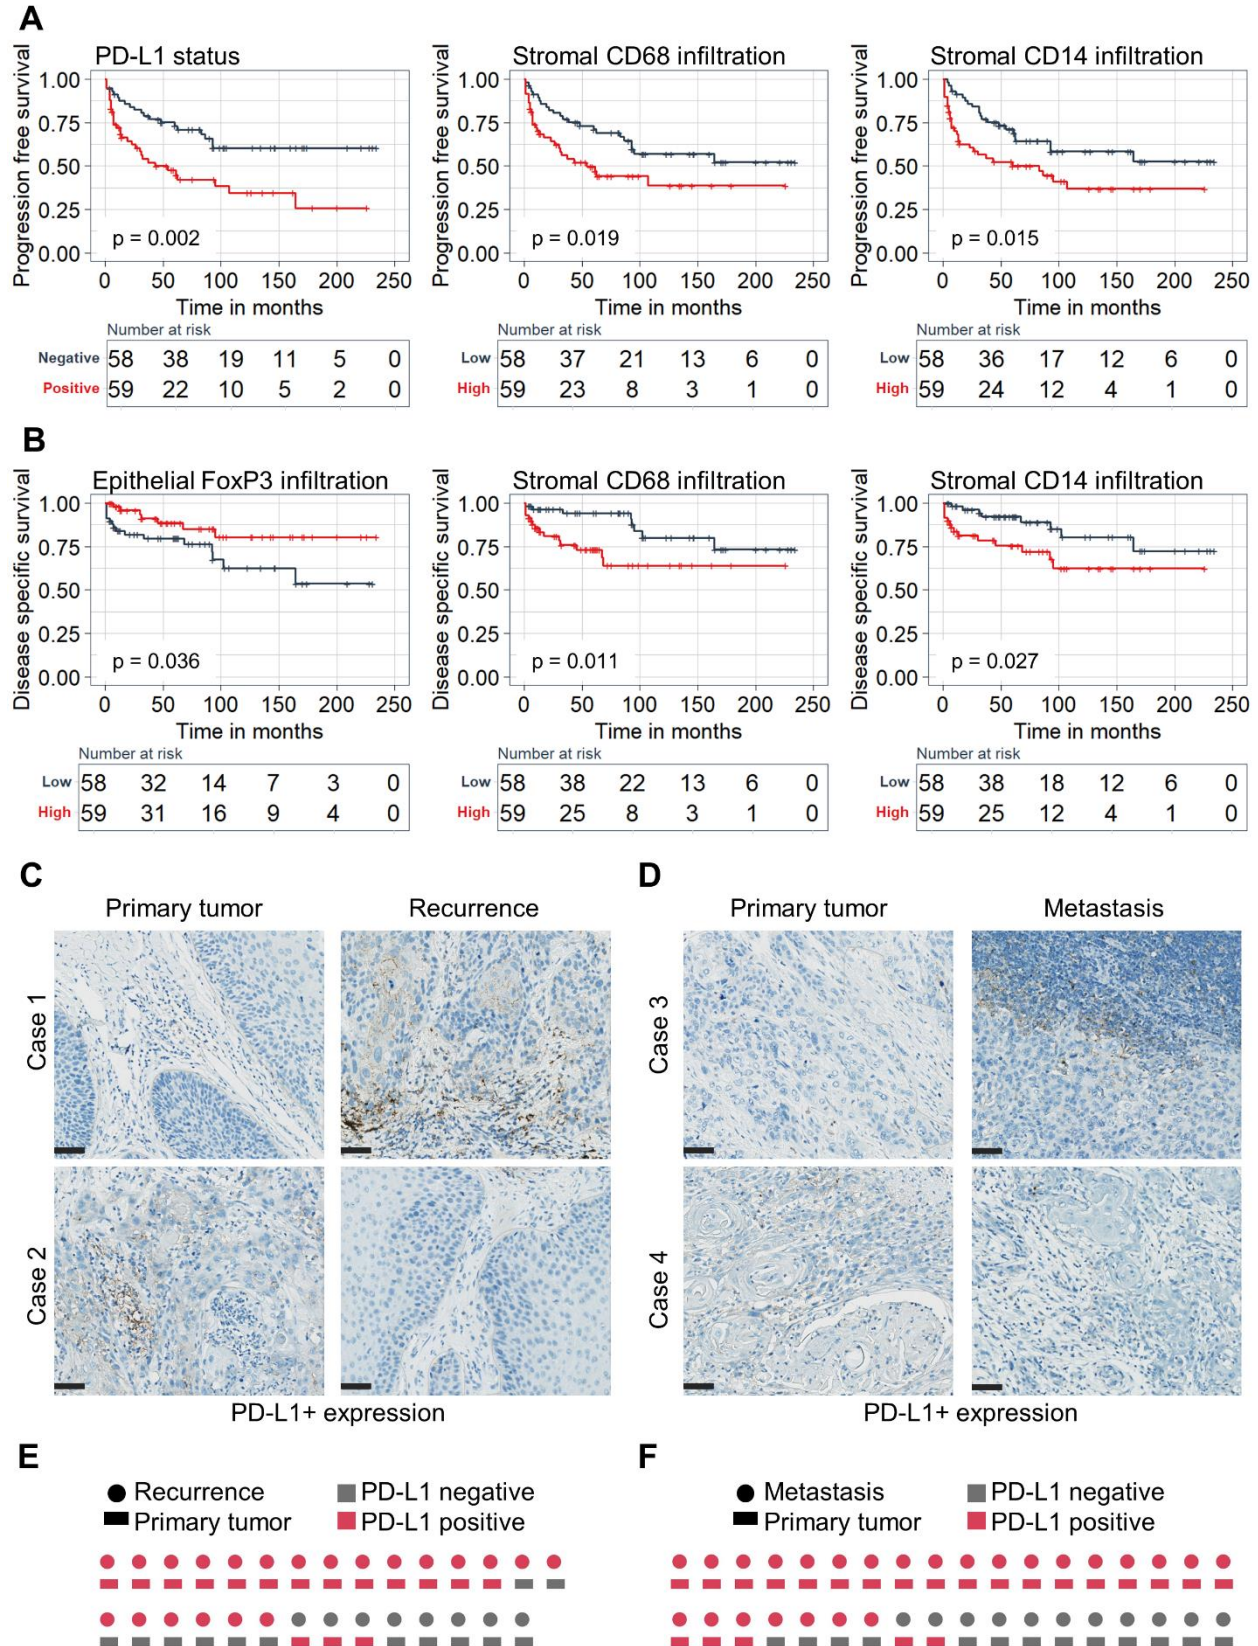 A
PD-L1 status
Stromal CD68 infiltration
Stromal CD14 infiltration
Progression free survival
1.00
0.75
0.50
0.25
0.00
p = 0.002
0 50 100 150 200 250
Time in months
Number at risk
Negative 58 38 19 11 5 0
Positive 59 22 10 5 2 0
Progression free survival
1.00
0.75
0.50
0.25
0.00
p = 0.019
0 50 100 150 200 250
Time in months
Number at risk
Low 58 37 21 13 6 0
High 59 23 8 3 1 0
Progression free survival
1.00
0.75
0.50
0.25
0.00
p = 0.015
0 50 100 150 200 250
Time in months
Number at risk
Low 58 36 17 12 6 0
High 59 24 12 4 1 0
B
Epithelial FoxP3 infiltration
Stromal CD68 infiltration
Stromal CD14 infiltration
Disease specific survival
1.00
0.75
0.50
0.25
0.00
p = 0.036
0 50 100 150 200 250
Time in months
Number at risk
Low 58 32 14 7 3 0
High 59 31 16 9 4 0
Disease specific survival
1.00
0.75
0.50
0.25
0.00
p = 0.011
0 50 100 150 200 250
Time in months
Number at risk
Low 58 38 22 13 6 0
High 59 25 8 3 1 0
Disease specific survival
1.00
0.75
0.50
0.25
0.00
p = 0.027
0 50 100 150 200 250
Time in months
Number at risk
Low 58 38 18 12 6 0
High 59 25 12 4 1 0
C
Primary tumor
Recurrence
Case 1
Case 2
PD-L1+ expression
D
Primary tumor
Metastasis
Case 3
Case 4
PD-L1+ expression
E
Recurrence
PD-L1 negative
Primary tumor
PD-L1 positive
F
Metastasis
PD-L1 negative
Primary tumor
PD-L1 positive